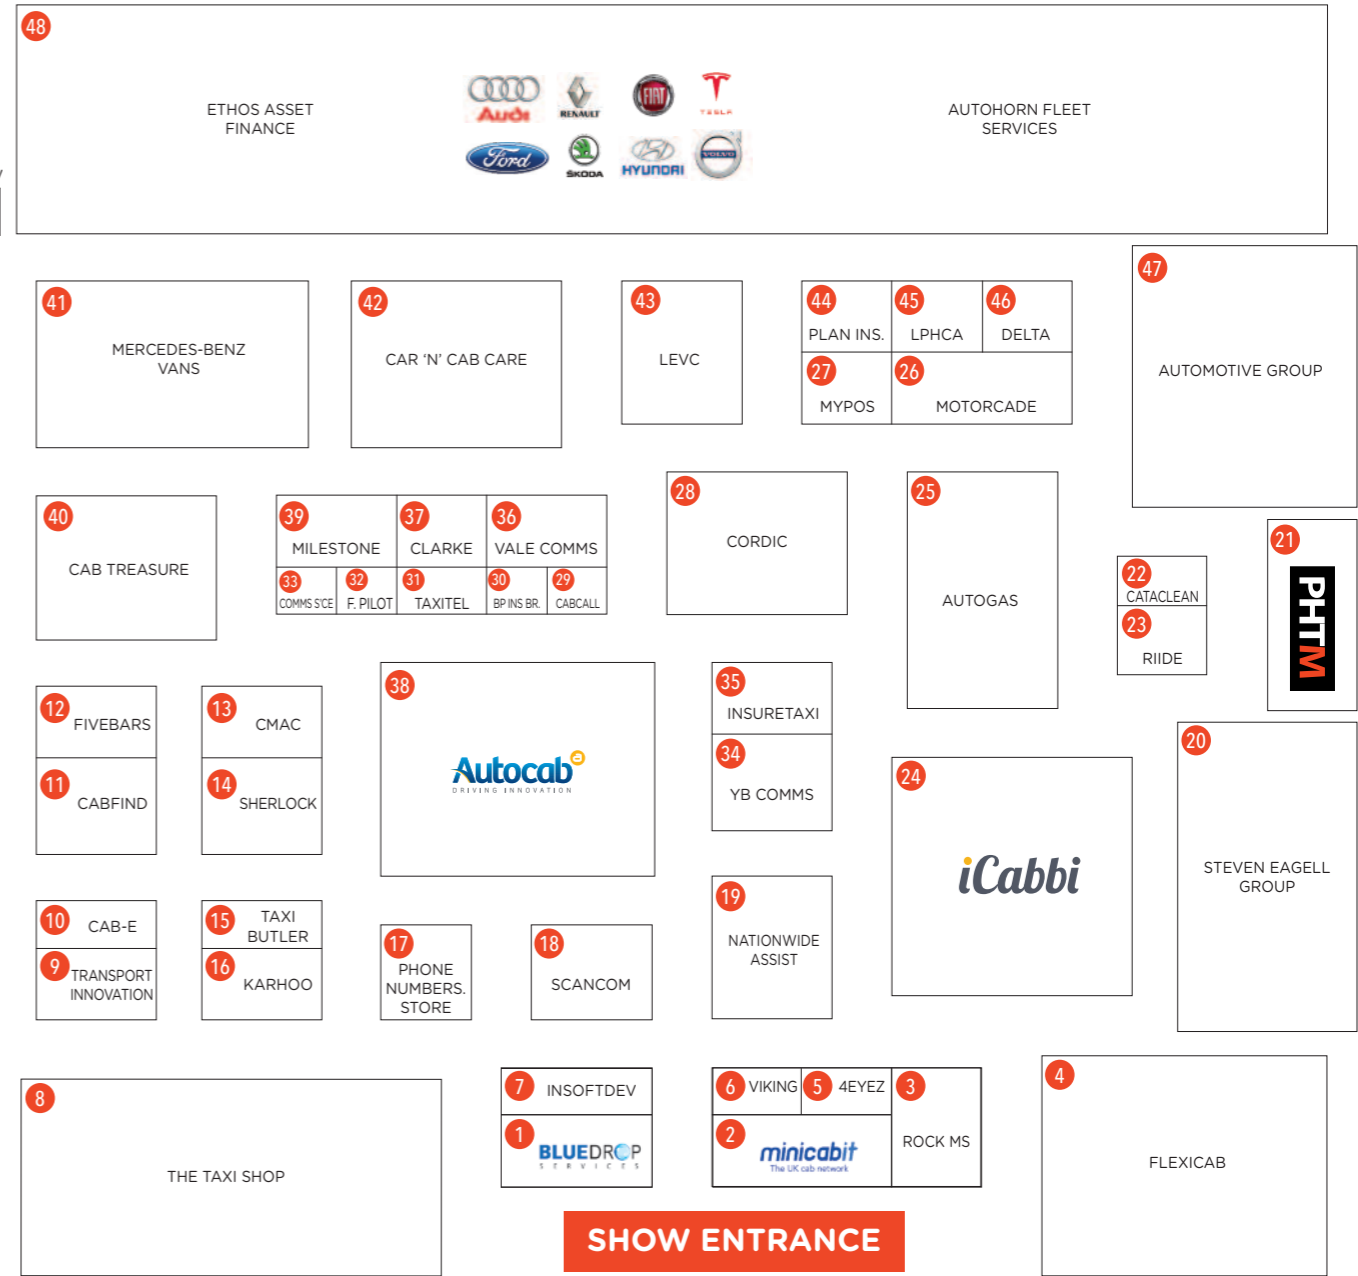 48
ETHOS ASSET
FINANCE
Audi
RENAULT
FIAT
TESLA
Ford
ŠKODA
HYUNDAI
VOLVO
AUTOHORN FLEET
SERVICES
41
MERCEDES-BENZ
VANS
42
CAR ‘N’ CAB CARE
43
LEVC
44
PLAN INS.
45
LPHCA
46
DELTA
27
MYPOS
26
MOTORCADE
47
AUTOMOTIVE GROUP
40
CAB TREASURE
39
MILESTONE
37
CLARKE
36
VALE COMMS
33
COMMS S'CE
32
F. PILOT
31
TAXITEL
30
BP INS BR.
29
CABCALL
28
CORDIC
25
AUTOGAS
22
CATACLEAN
23
RIIDE
21
PHTM
12
FIVEBARS
11
CABFIND
13
CMAC
14
SHERLOCK
38
Autocab a
DRIVING INNOVATION
35
INSURETAXI
34
YB COMMS
24
iCabbi
20
STEVEN EAGELL
GROUP
10
CAB-E
9
TRANSPORT
INNOVATION
15
TAXI
BUTLER
16
KARHOO
17
PHONE
NUMBERS.
STORE
18
SCANCOM
19
NATIONWIDE
ASSIST
8
THE TAXI SHOP
7
INSOFTDEV
1
BLUEDROP
SERVICES
6
VIKING
5
4EYEZ
2
minicabit
The UK cab network
3
ROCK MS
4
FLEXICAB
SHOW ENTRANCE